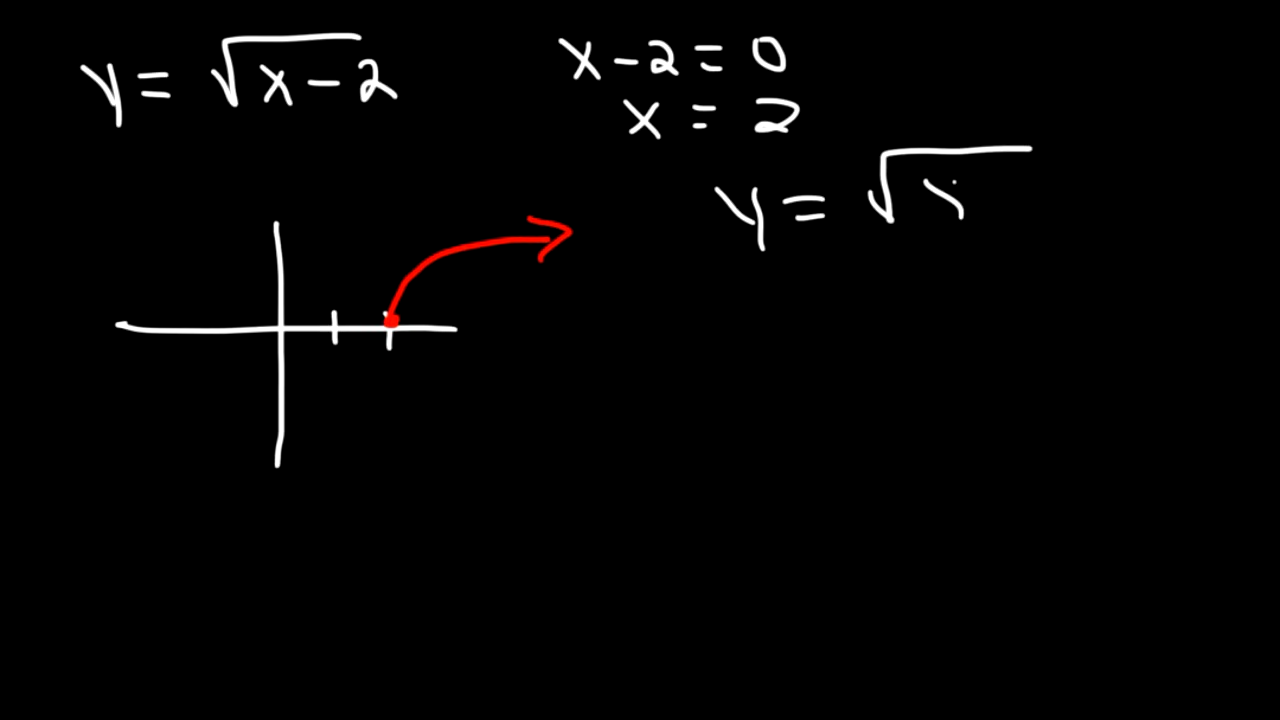 y = √x-2
x-2 = 0
x = 2
y = √